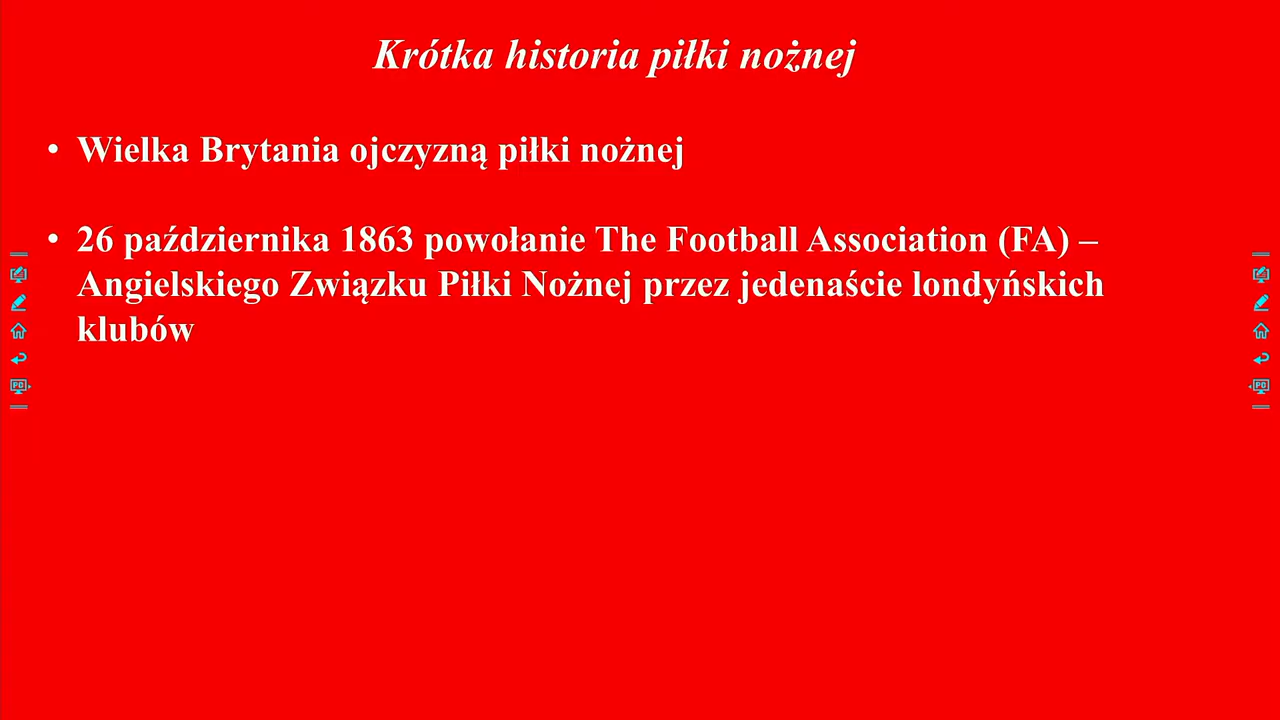 Krótka historia piłki nożnej
• Wielka Brytania ojczyzną piłki nożnej
• 26 października 1863 powołanie The Football Association (FA) –
Angielskiego Związku Piłki Nożnej przez jedenaście londyńskich
klubów